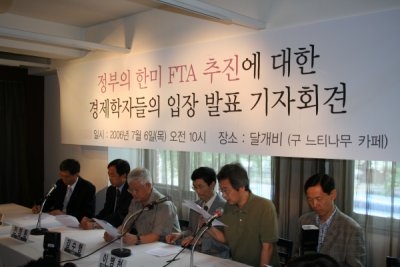 정부의 한미 FTA 추진에 대한
경제학자들의 입장 발표 기자회견
일시 : 2006년 7월 6일(목) 오전 10시 장소 : 달개비 (구 느티나무 카페)